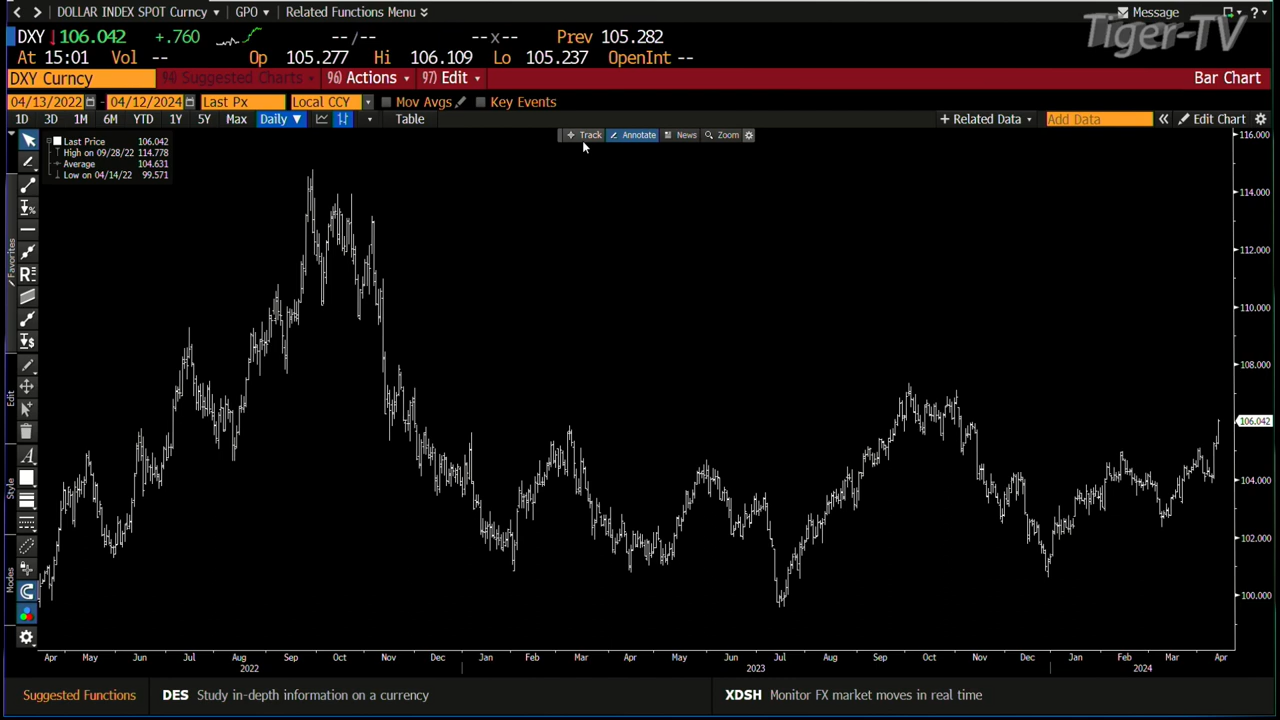 DOLLAR INDEX SPOT Curncy GPO Related Functions Menu Message ?
DXY 106.042 +.760 --/-- --x-- Prev 105.282
At 15:01 Vol -- Op 105.277 Hi 106.109 Lo 105.237 OpenInt --
Tiger-TV
DXY Curncy 94) Suggested Charts 96) Actions 97) Edit Bar Chart
04/13/2022 - 04/12/2024 Last Px Local CCY Mov Avgs Key Events
1D 3D 1M 6M YTD 1Y 5Y Max Daily ▼ Table + Related Data Add Data « Edit Chart
Track Annotate News Zoom
Last Price 106.042
High on 09/28/22 114.778
Average 104.631
Low on 04/14/22 99.571
116.000
114.000
112.000
110.000
108.000
106.042
104.000
102.000
100.000
Favorites
Edit
Style
Modes
Apr May Jun Jul Aug Sep Oct Nov Dec Jan Feb Mar Apr May Jun Jul Aug Sep Oct Nov Dec Jan Feb Mar Apr
2022 2023 2024
Suggested Functions DES Study in-depth information on a currency XDSH Monitor FX market moves in real time